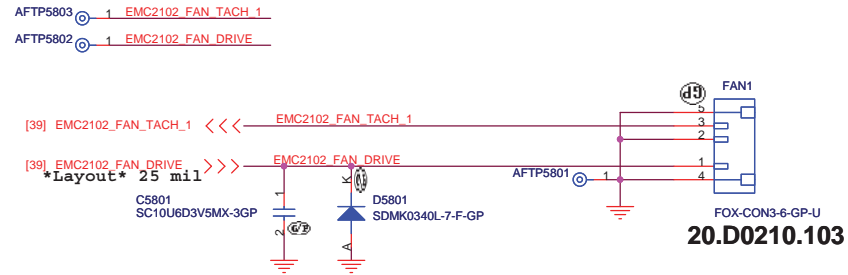 AFTP5803 1 EMC2102_FAN_TACH_1
AFTP5802 1 EMC2102_FAN_DRIVE
FAN1
GP
5
[39] EMC2102_FAN_TACH_1 EMC2102_FAN_TACH_1 3
2
[39] EMC2102_FAN_DRIVE EMC2102_FAN_DRIVE 1
*Layout* 25 mil
AFTP5801 1 4
K
1
C5801
SC10U6D3V5MX-3GP
D5801
SDMK0340L-7-F-GP
2
GP
A
FOX-CON3-6-GP-U
20.D0210.103